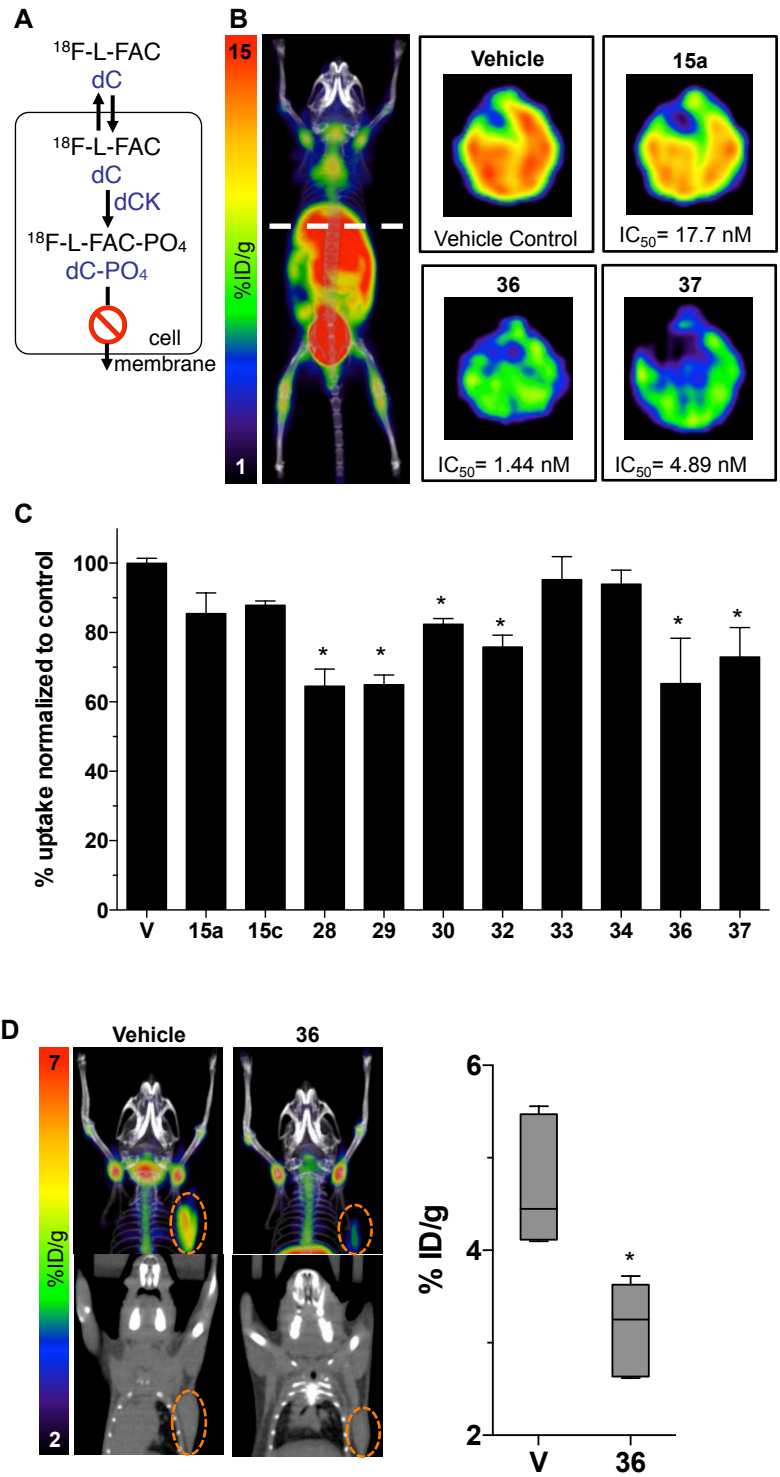 A
18F-L-FAC
dC
18F-L-FAC
dC
dCK
18F-L-FAC-PO4
dC-PO4
cell
membrane
B
15
%ID/g
1
Vehicle
Vehicle Control
15a
IC50= 17.7 nM
36
IC50= 1.44 nM
37
IC50= 4.89 nM
C
% uptake normalized to control
100
80
60
40
20
0
* * * * * *
V 15a 15c 28 29 30 32 33 34 36 37
D
Vehicle 36
7
%ID/g
2
% ID/g
6
4
2
*
V 36